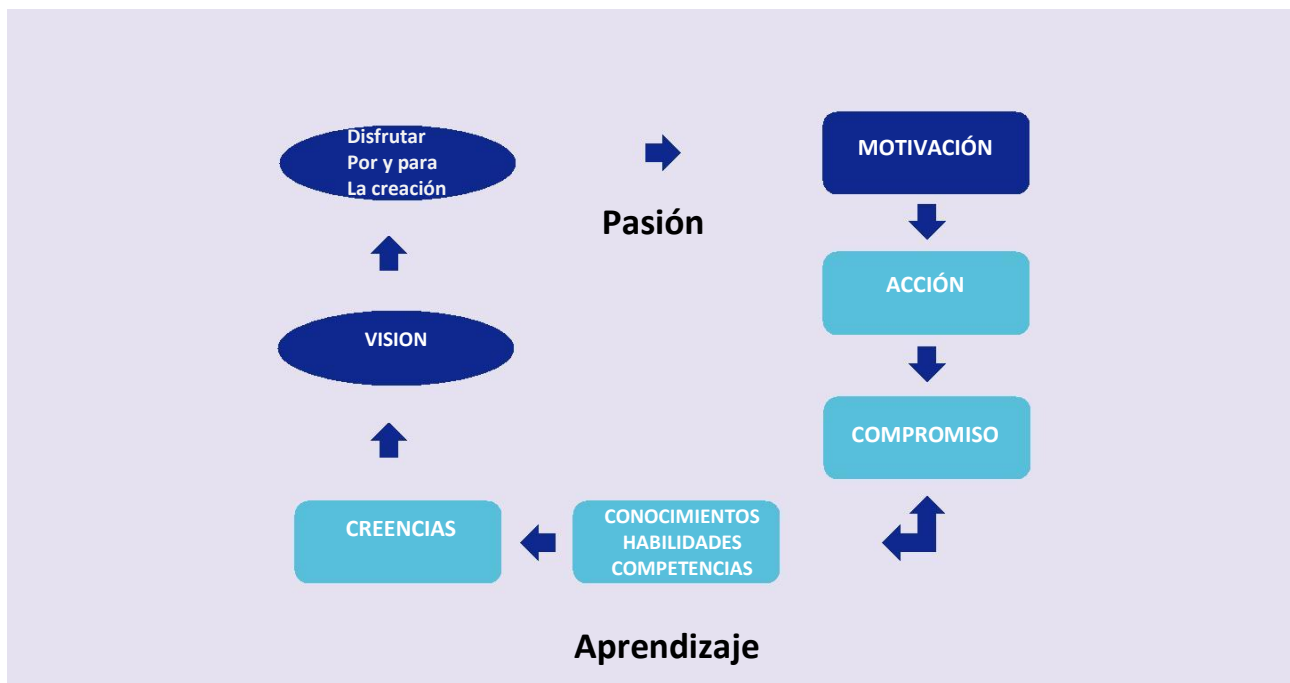 Disfrutar
Por y para
La creación
MOTIVACIÓN
Pasión
ACCIÓN
VISION
COMPROMISO
CREENCIAS
CONOCIMIENTOS
HABILIDADES
COMPETENCIAS
Aprendizaje